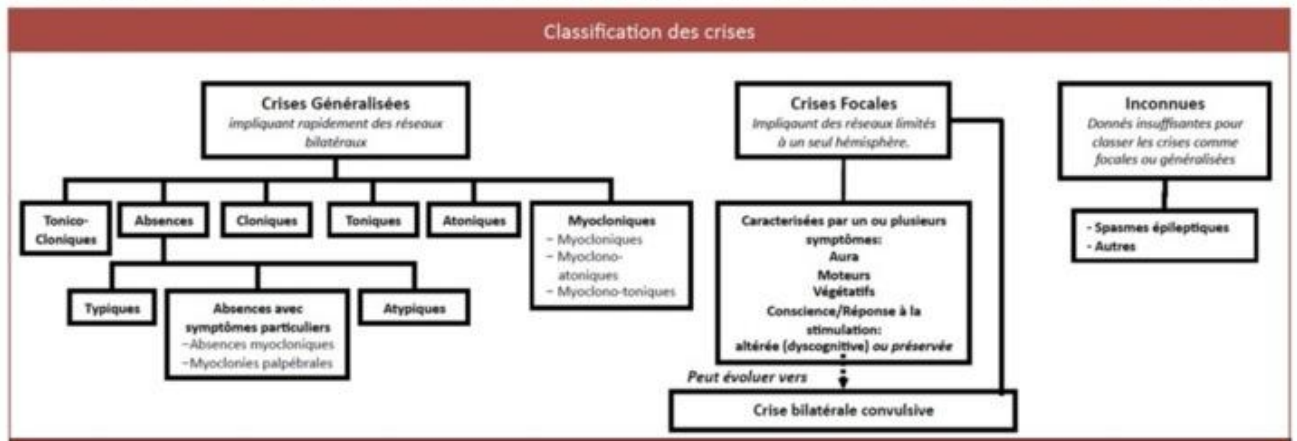 Classification des crises
Crises Généralisées
impliquant rapidement des réseaux
bilatéraux
Tonico-
Cloniques
Absences
Cloniques
Toniques
Atoniques
Myocloniques
– Myocloniques
– Myoclono-
atoniques
– Myoclono-toniques
Typiques
Absences avec
symptômes particuliers
–Absences myocloniques
–Myoclonies palpébrales
Atypiques
Crises Focales
Impliqaunt des réseaux limités
à un seul hémisphère.
Caracterisées par un ou plusieurs
symptômes:
Aura
Moteurs
Végétatifs
Conscience/Réponse à la
stimulation:
altérée (dyscognitive) ou préservée
Peut évoluer vers
Crise bilatérale convulsive
Inconnues
Donnés insuffisantes pour
classer les crises comme
focales ou généralisées
- Spasmes épileptiques
- Autres